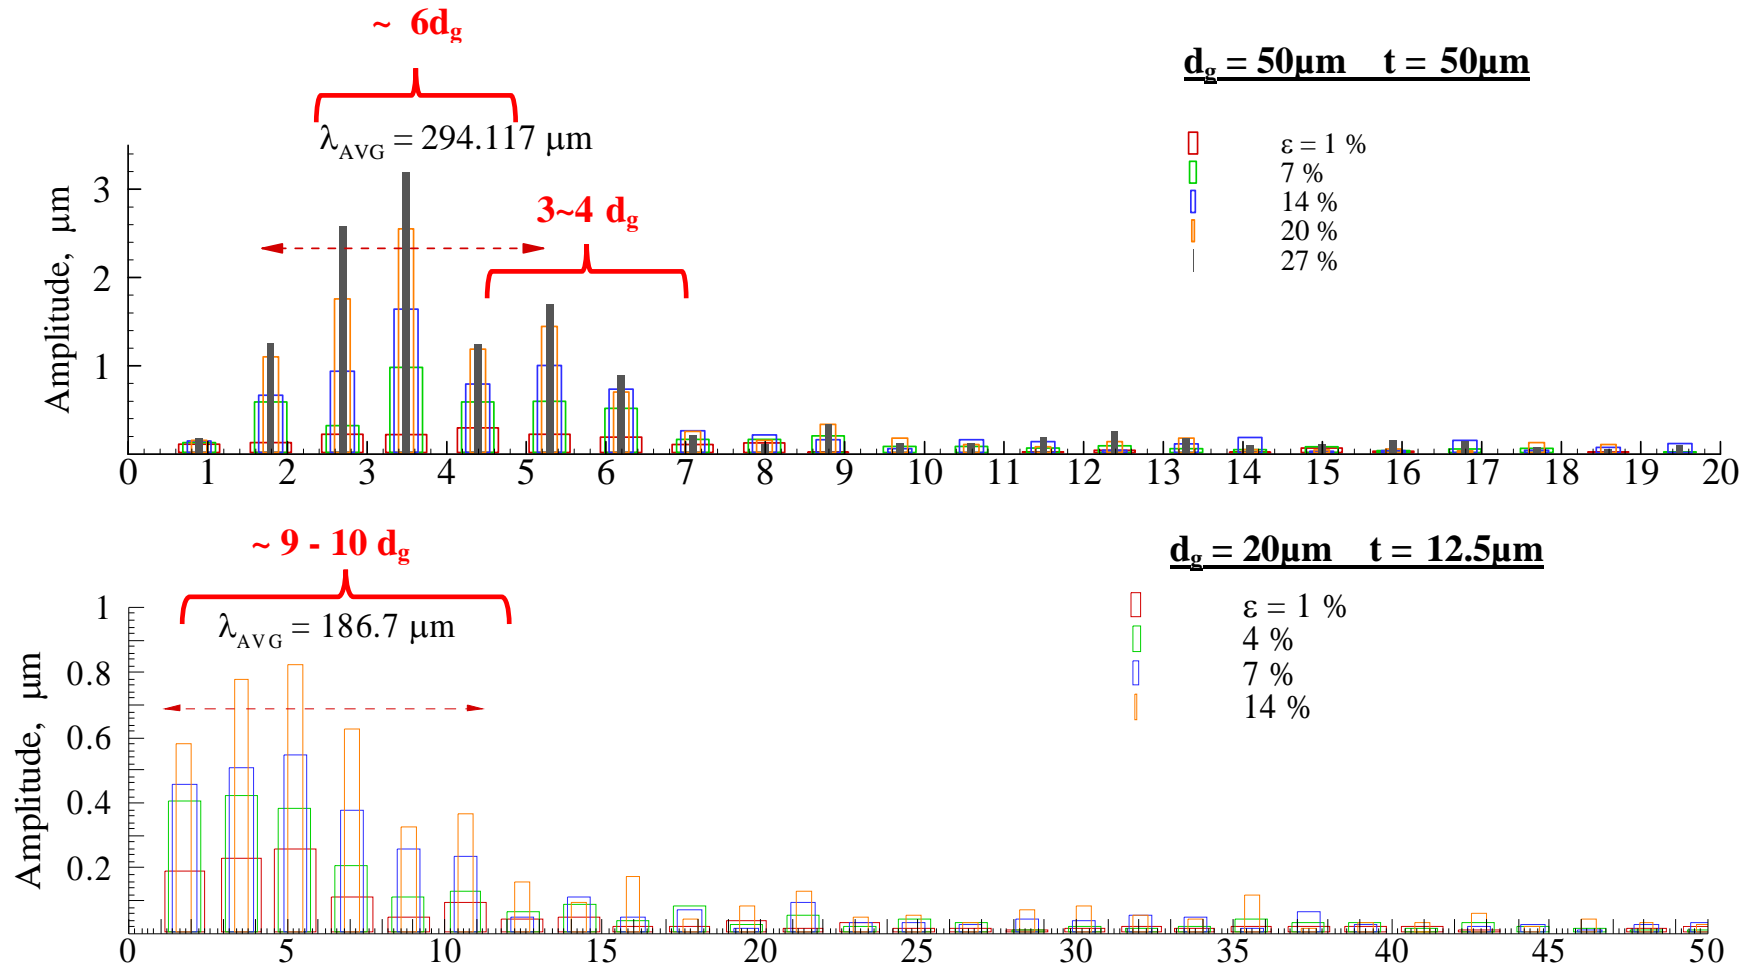 ~ 6dg
dg = 50μm t = 50μm
λAVG = 294.117 μm
ε = 1 %
7 %
14 %
20 %
27 %
3~4 dg
Amplitude, μm
3
2
1
0 1 2 3 4 5 6 7 8 9 10 11 12 13 14 15 16 17 18 19 20
~ 9 - 10 dg
dg = 20μm t = 12.5μm
λAVG = 186.7 μm
ε = 1 %
4 %
7 %
14 %
Amplitude, μm
1
0.8
0.6
0.4
0.2
0 5 10 15 20 25 30 35 40 45 50